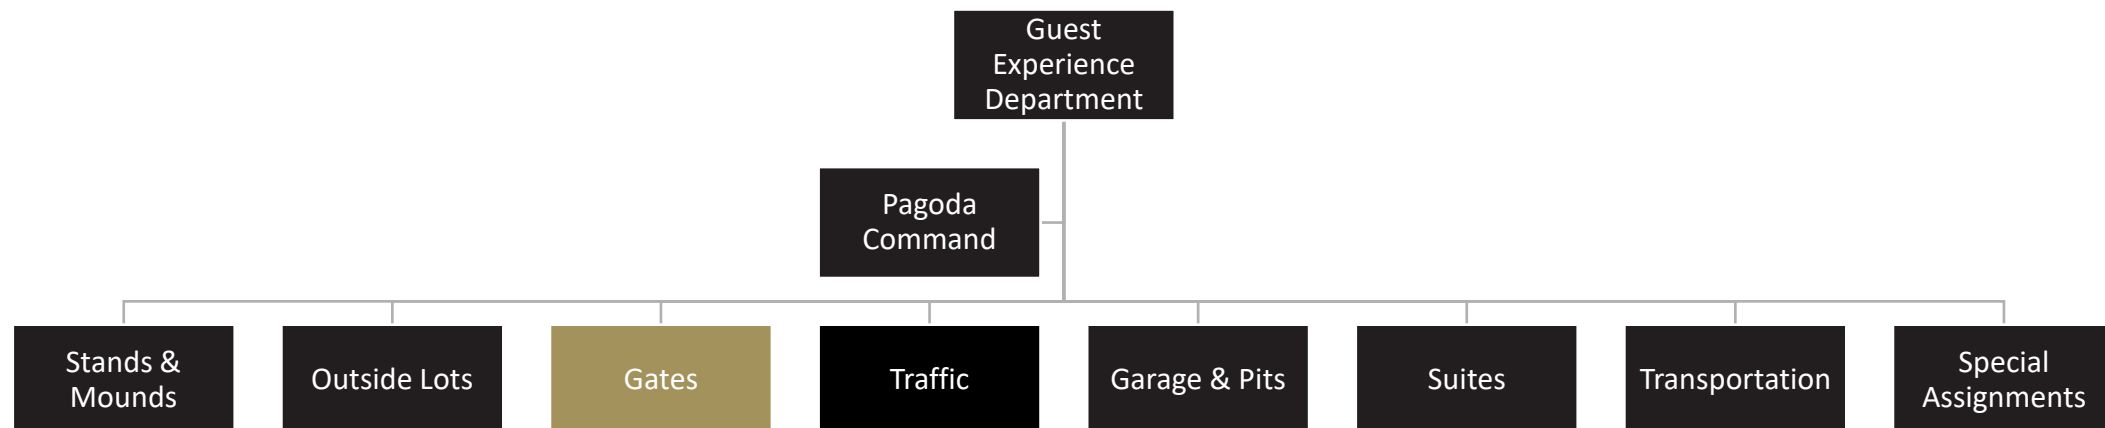 Guest
Experience
Department
Pagoda
Command
Stands &
Mounds
Outside Lots
Gates
Traffic
Garage & Pits
Suites
Transportation
Special
Assignments